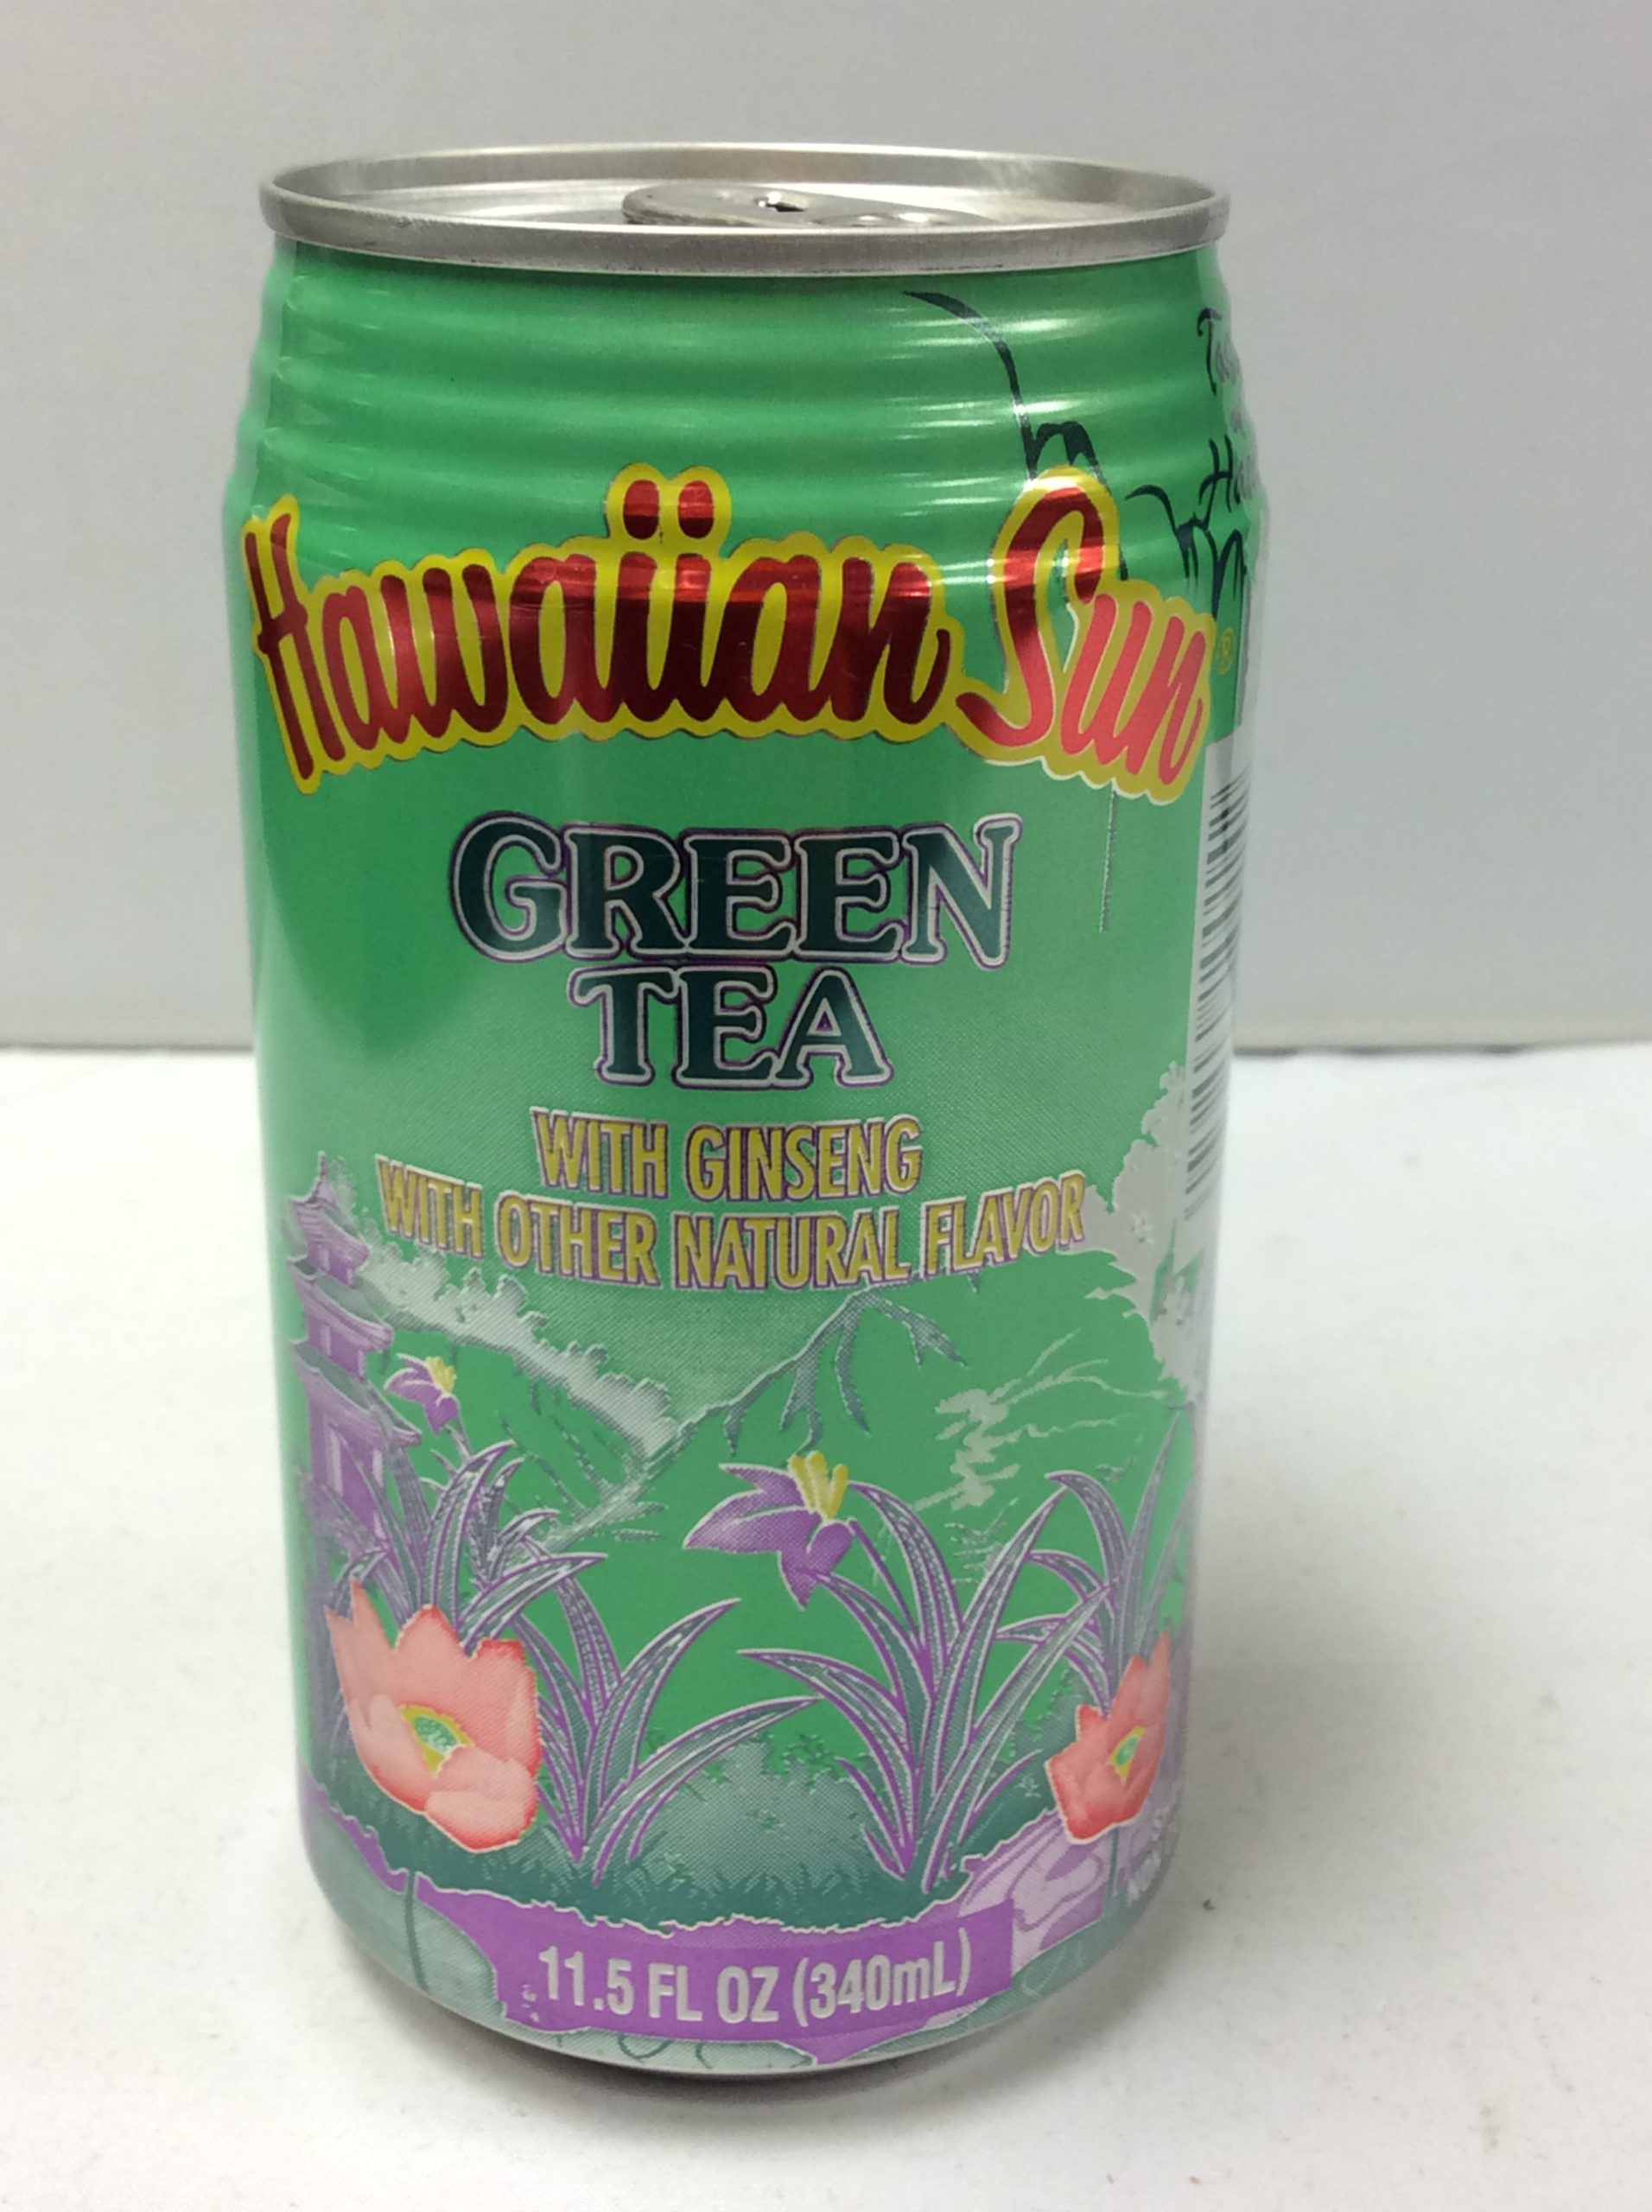 Hawaiian Sun®
GREEN
TEA
WITH GINSENG
WITH OTHER NATURAL FLAVOR
11.5 FL OZ (340mL)